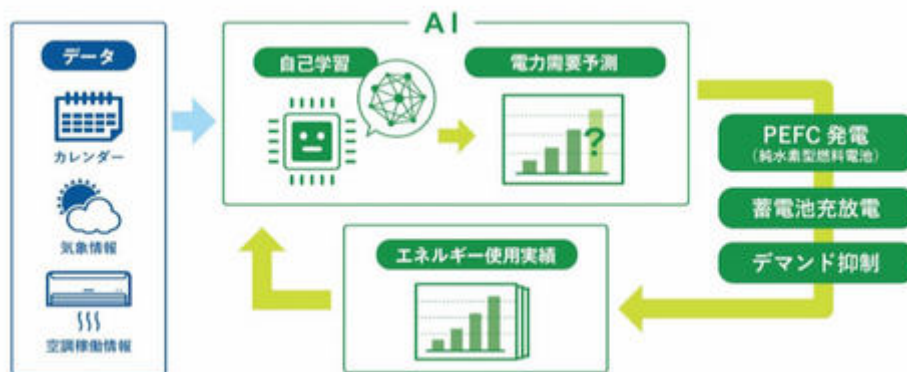 データ
カレンダー
気象情報
空調稼働情報
AI
自己学習
電力需要予測
?
PEFC 発電
(純水素型燃料電池)
蓄電池充放電
デマンド抑制
エネルギー使用実績